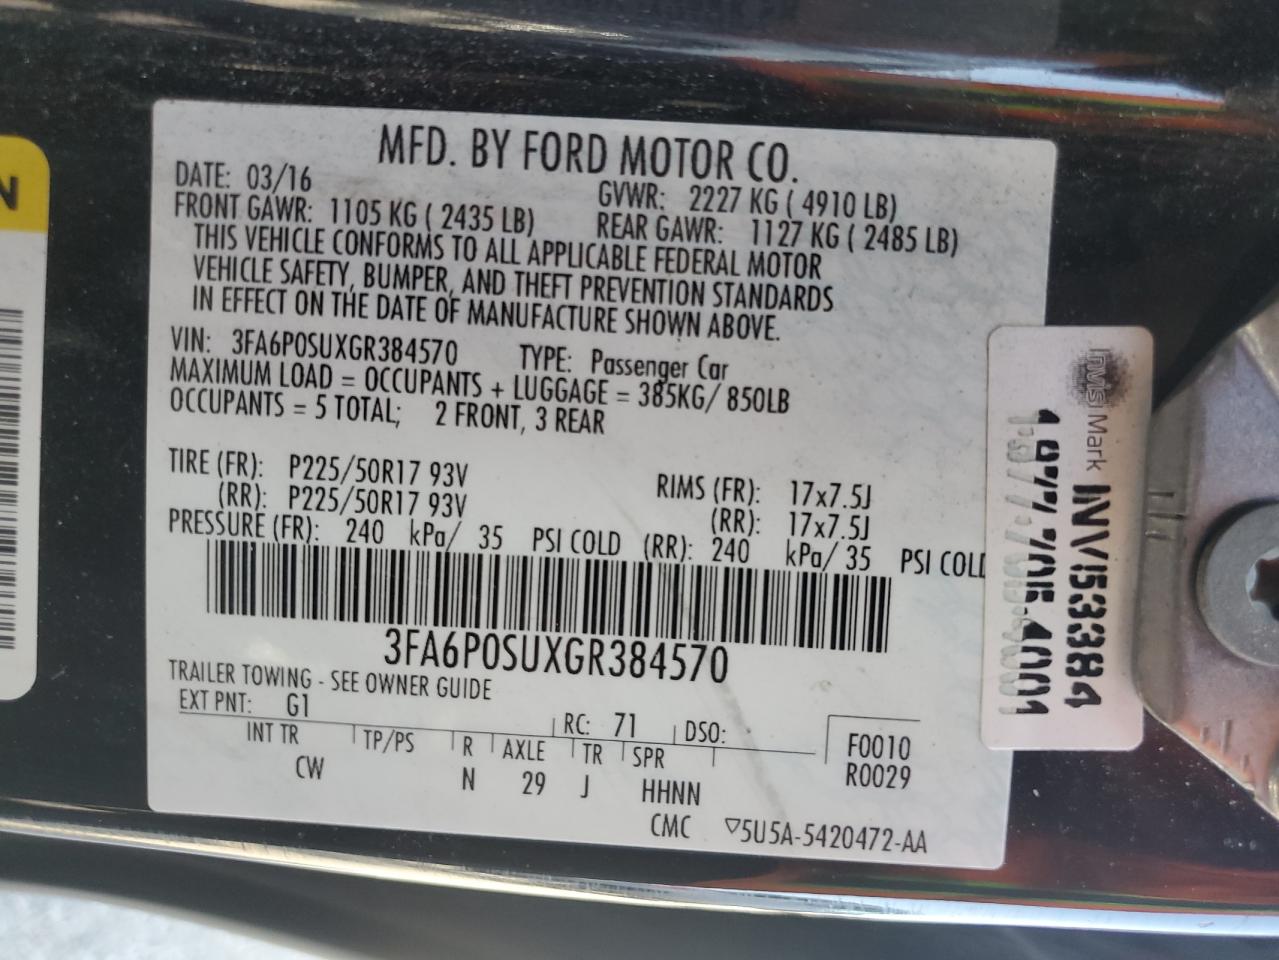 MFD. BY FORD MOTOR CO.
DATE: 03/16 GVWR: 2227 KG ( 4910 LB)
FRONT GAWR: 1105 KG ( 2435 LB) REAR GAWR: 1127 KG ( 2485 LB)
THIS VEHICLE CONFORMS TO ALL APPLICABLE FEDERAL MOTOR
VEHICLE SAFETY, BUMPER, AND THEFT PREVENTION STANDARDS
IN EFFECT ON THE DATE OF MANUFACTURE SHOWN ABOVE.
VIN: 3FA6P0SUXGR384570 TYPE: Passenger Car
MAXIMUM LOAD = OCCUPANTS + LUGGAGE = 385KG/ 850LB
OCCUPANTS = 5 TOTAL; 2 FRONT, 3 REAR
TIRE (FR): P225/50R17 93V RIMS (FR): 17x7.5J
(RR): P225/50R17 93V (RR): 17x7.5J
PRESSURE (FR): 240 kPa/ 35 PSI COLD (RR): 240 kPa/ 35 PSI COLD
3FA6P0SUXGR384570
TRAILER TOWING - SEE OWNER GUIDE
EXT PNT: G1 RC: 71 DSO:
INT TR TP/PS R AXLE TR SPR F0010
CW N 29 J HHNN R0029
CMC ▽5U5A-5420472-AA
N
InvisiMark
INV53384